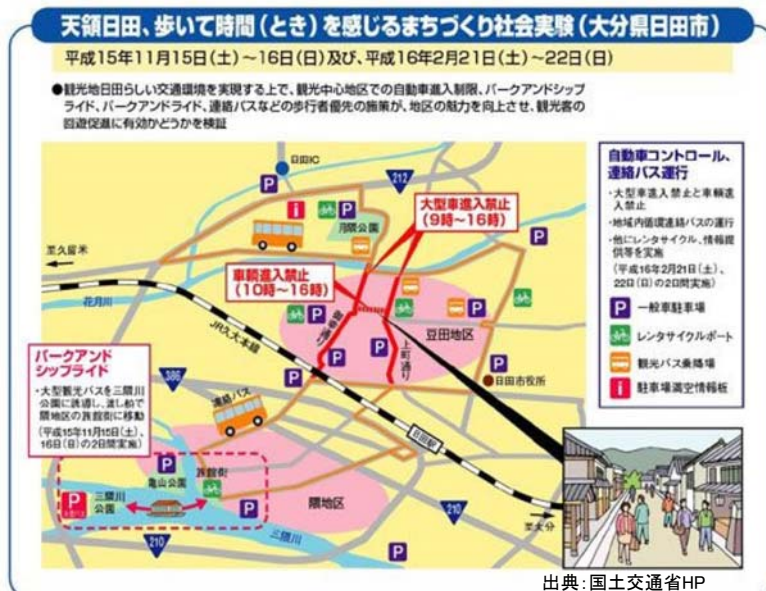 天領日田、歩いて時間(とき)を感じるまちづくり社会実験(大分県日田市)
平成15年11月15日(土)~16日(日)及び、平成16年2月21日(土)~22日(日)
●観光地日田らしい交通環境を実現する上で、観光中心地区での自動車進入制限、パークアンドシップ
ライド、パークアンドライド、連絡バスなどの歩行者優先の施策が、地区の魅力を向上させ、観光客の
回遊促進に有効かどうかを検証
日田IC
P
212
大型車進入禁止
(9時~16時)
i
P
月隈公園
P
至久留米
車輌進入禁止
(10時~16時)
花月川
JR久大本線
御幸通り
P
P
豆田地区
上町通り
P
P
日田市役所
パークアンド
シップライド
・大型観光バスを三隈川
公園に誘導し、渡し船で
隈地区の旅館街に移動
(平成15年11月15日(土)、
16日(日)の2日間実施)
386
連絡バス
日田駅
P
亀山公園
旅館街
P
三隈川
公園
P
隈地区
210
三隈川
210
P
至大分
自動車コントロール、
連絡バス運行
・大型車進入禁止と車輌進
入禁止
・地域内循環連絡バスの運行
・他にレンタサイクル、情報提
供等を実施
(平成16年2月21日(土)、
22日(日)の2日間実施)
P 一般車駐車場
レンタサイクルポート
観光バス乗降場
i 駐車場満空情報板
出典:国土交通省HP